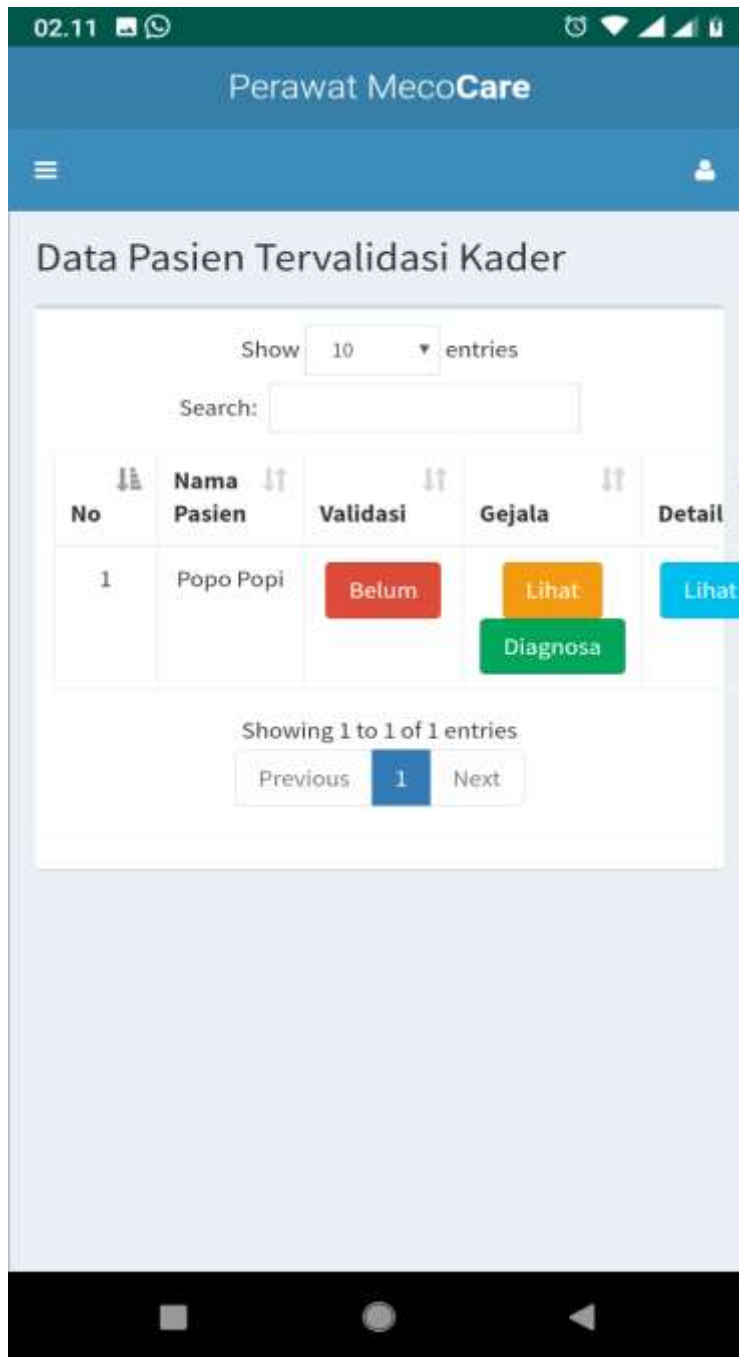 02.11
Perawat MecoCare
Data Pasien Tervalidasi Kader
Show 10 entries
Search:
No Nama Pasien Validasi Gejala Detail
1 Popo Popi Belum Lihat Lihat
Diagnosa
Showing 1 to 1 of 1 entries
Previous 1 Next